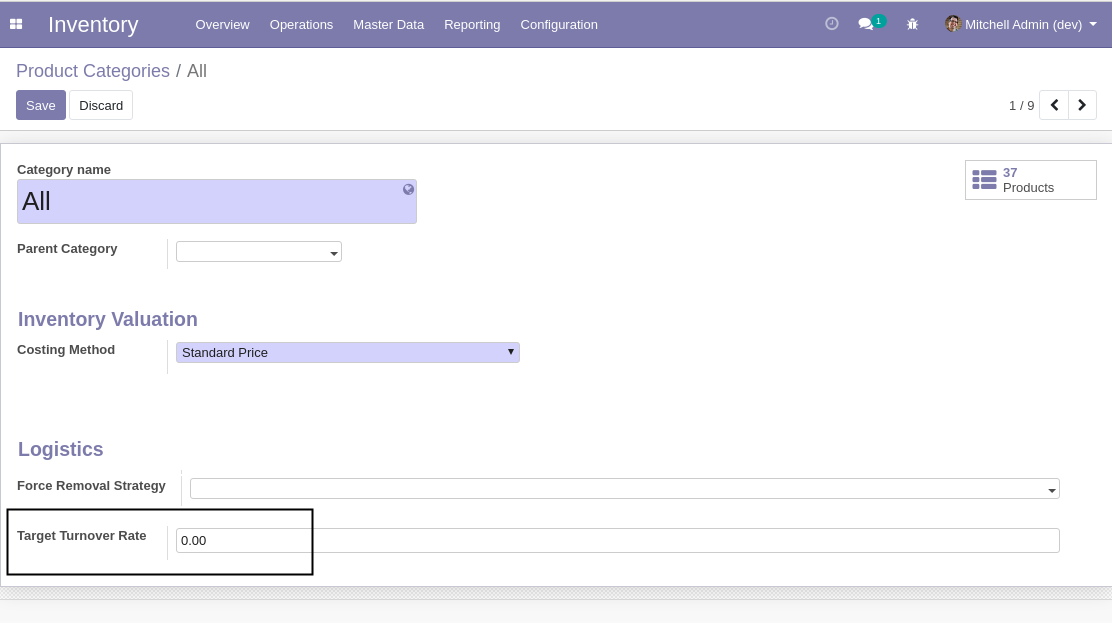 Inventory Overview Operations Master Data Reporting Configuration 1 Mitchell Admin (dev)
Product Categories / All
Save Discard 1 / 9
Category name
37
Products
All
Parent Category
Inventory Valuation
Costing Method Standard Price
Logistics
Force Removal Strategy
Target Turnover Rate 0.00